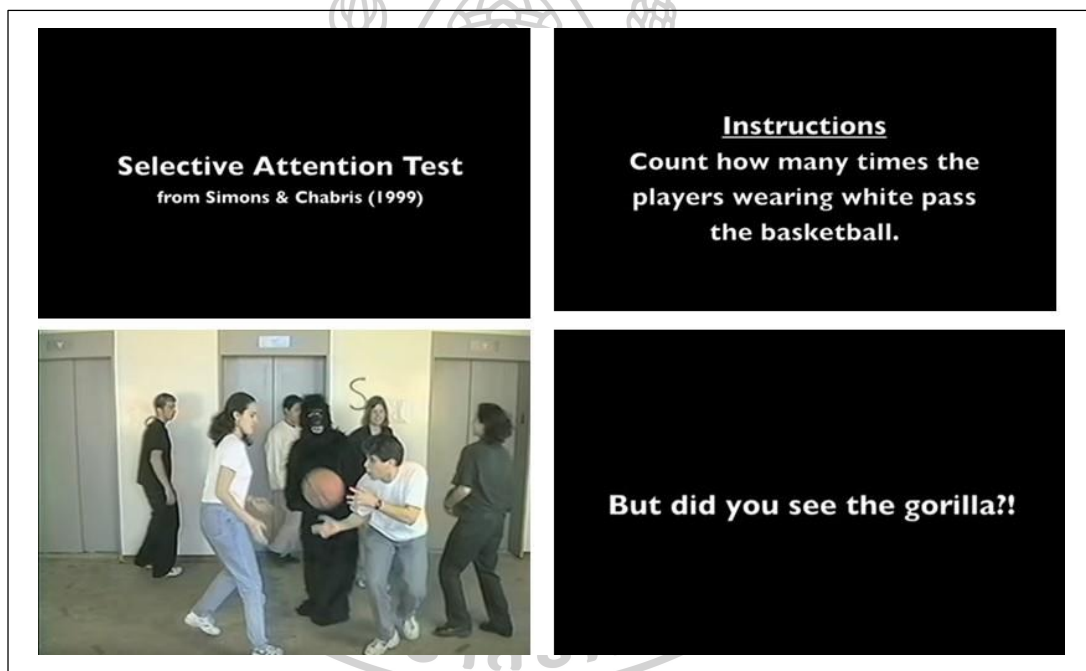 Selective Attention Test
from Simons & Chabris (1999)
Instructions
Count how many times the
players wearing white pass
the basketball.
S
But did you see the gorilla?!